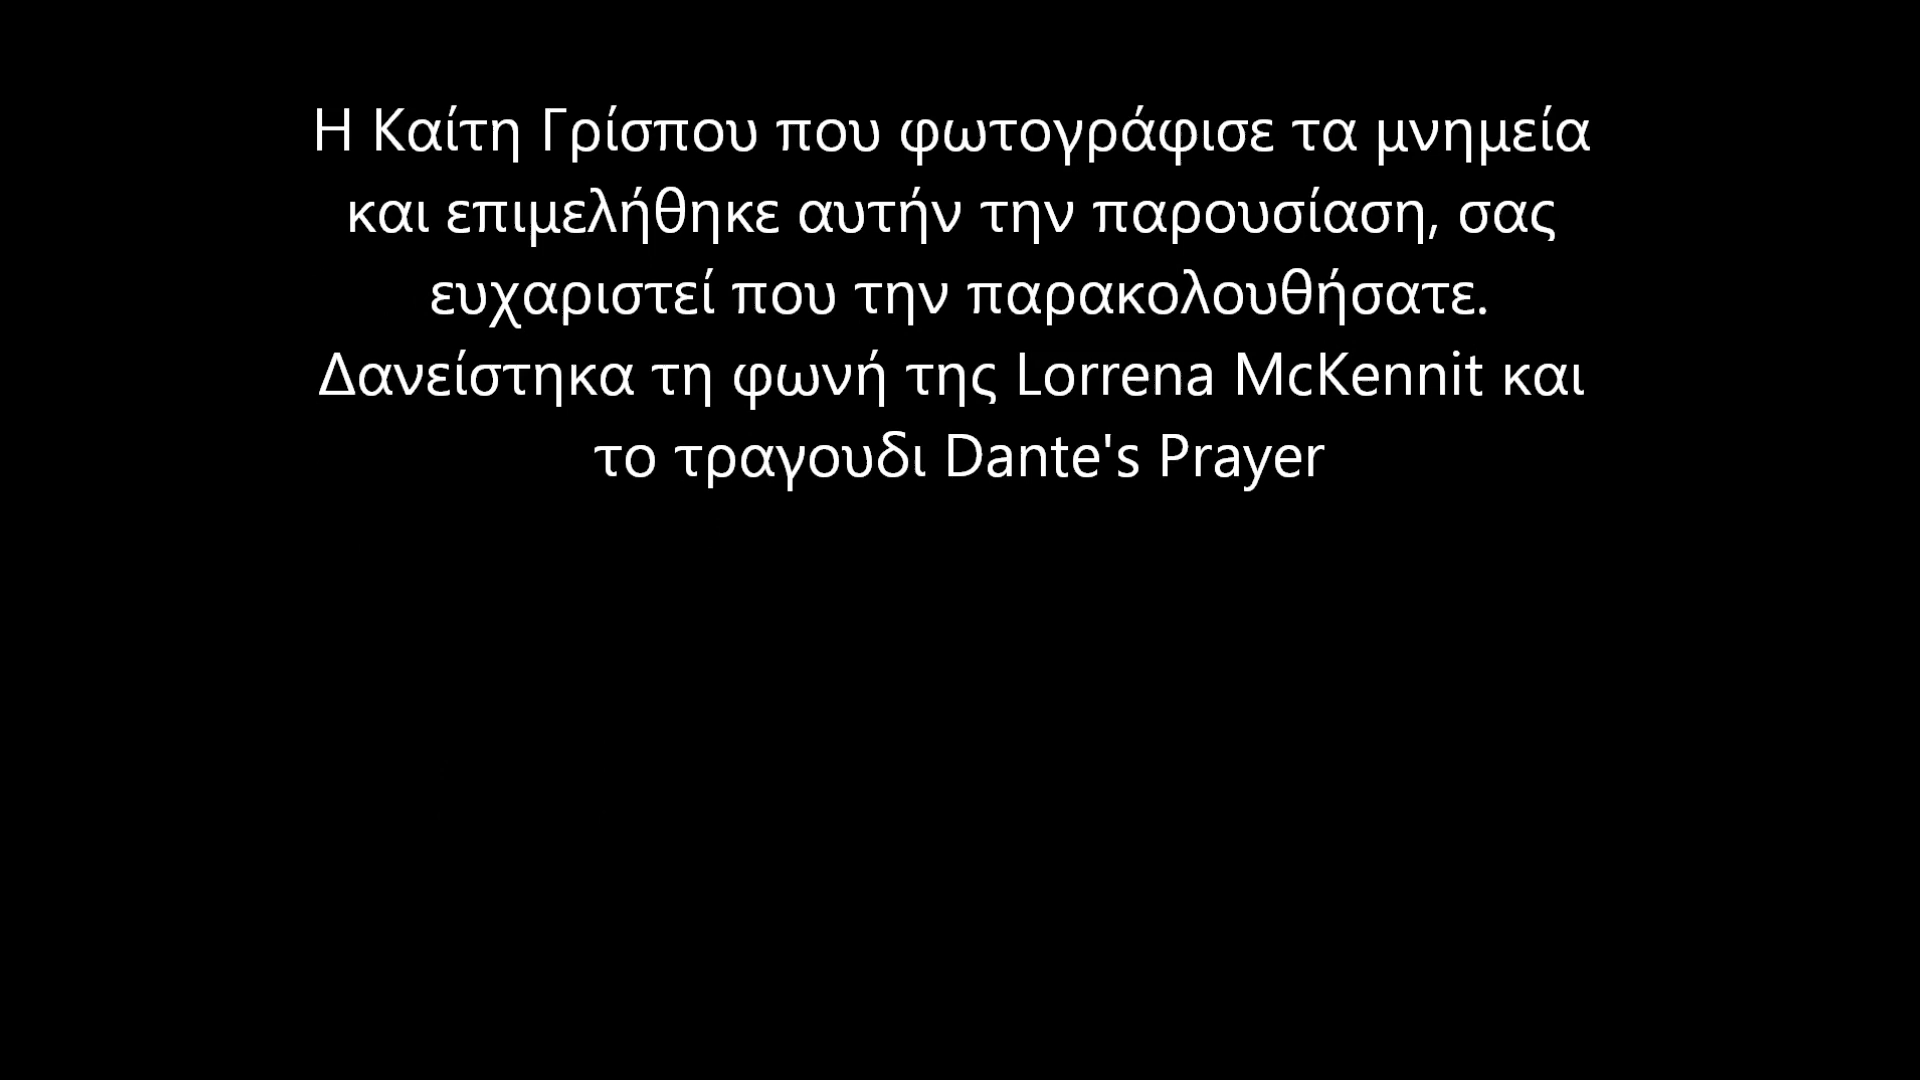 Η Καίτη Γρίσπου που φωτογράφισε τα μνημεία
και επιμελήθηκε αυτήν την παρουσίαση, σας
ευχαριστεί που την παρακολουθήσατε.
Δανείστηκα τη φωνή της Lorrena McKennit και
το τραγουδι Dante's Prayer